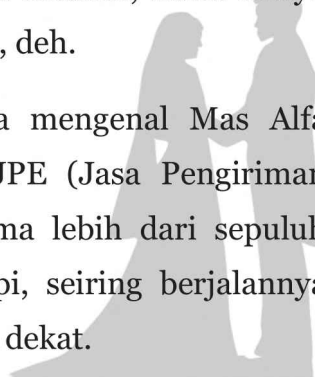 , deh.
a mengenal Mas Alfa
JPE (Jasa Pengiriman
ma lebih dari sepuluh
pi, seiring berjalannya
dekat.